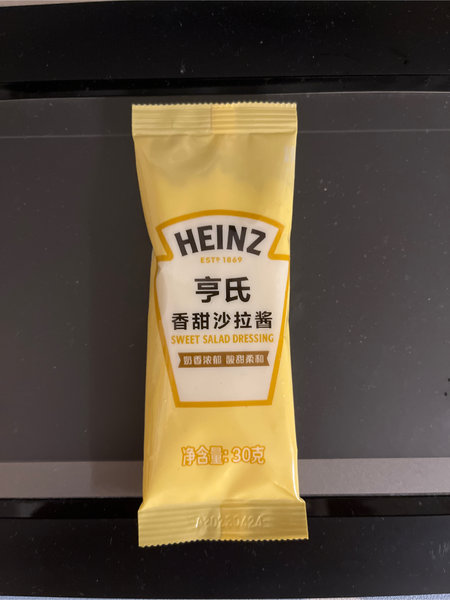 HEINZ
ESTD 1869
亨氏
香甜沙拉酱
SWEET SALAD DRESSING
奶香浓郁 酸甜柔和
净含量:30克